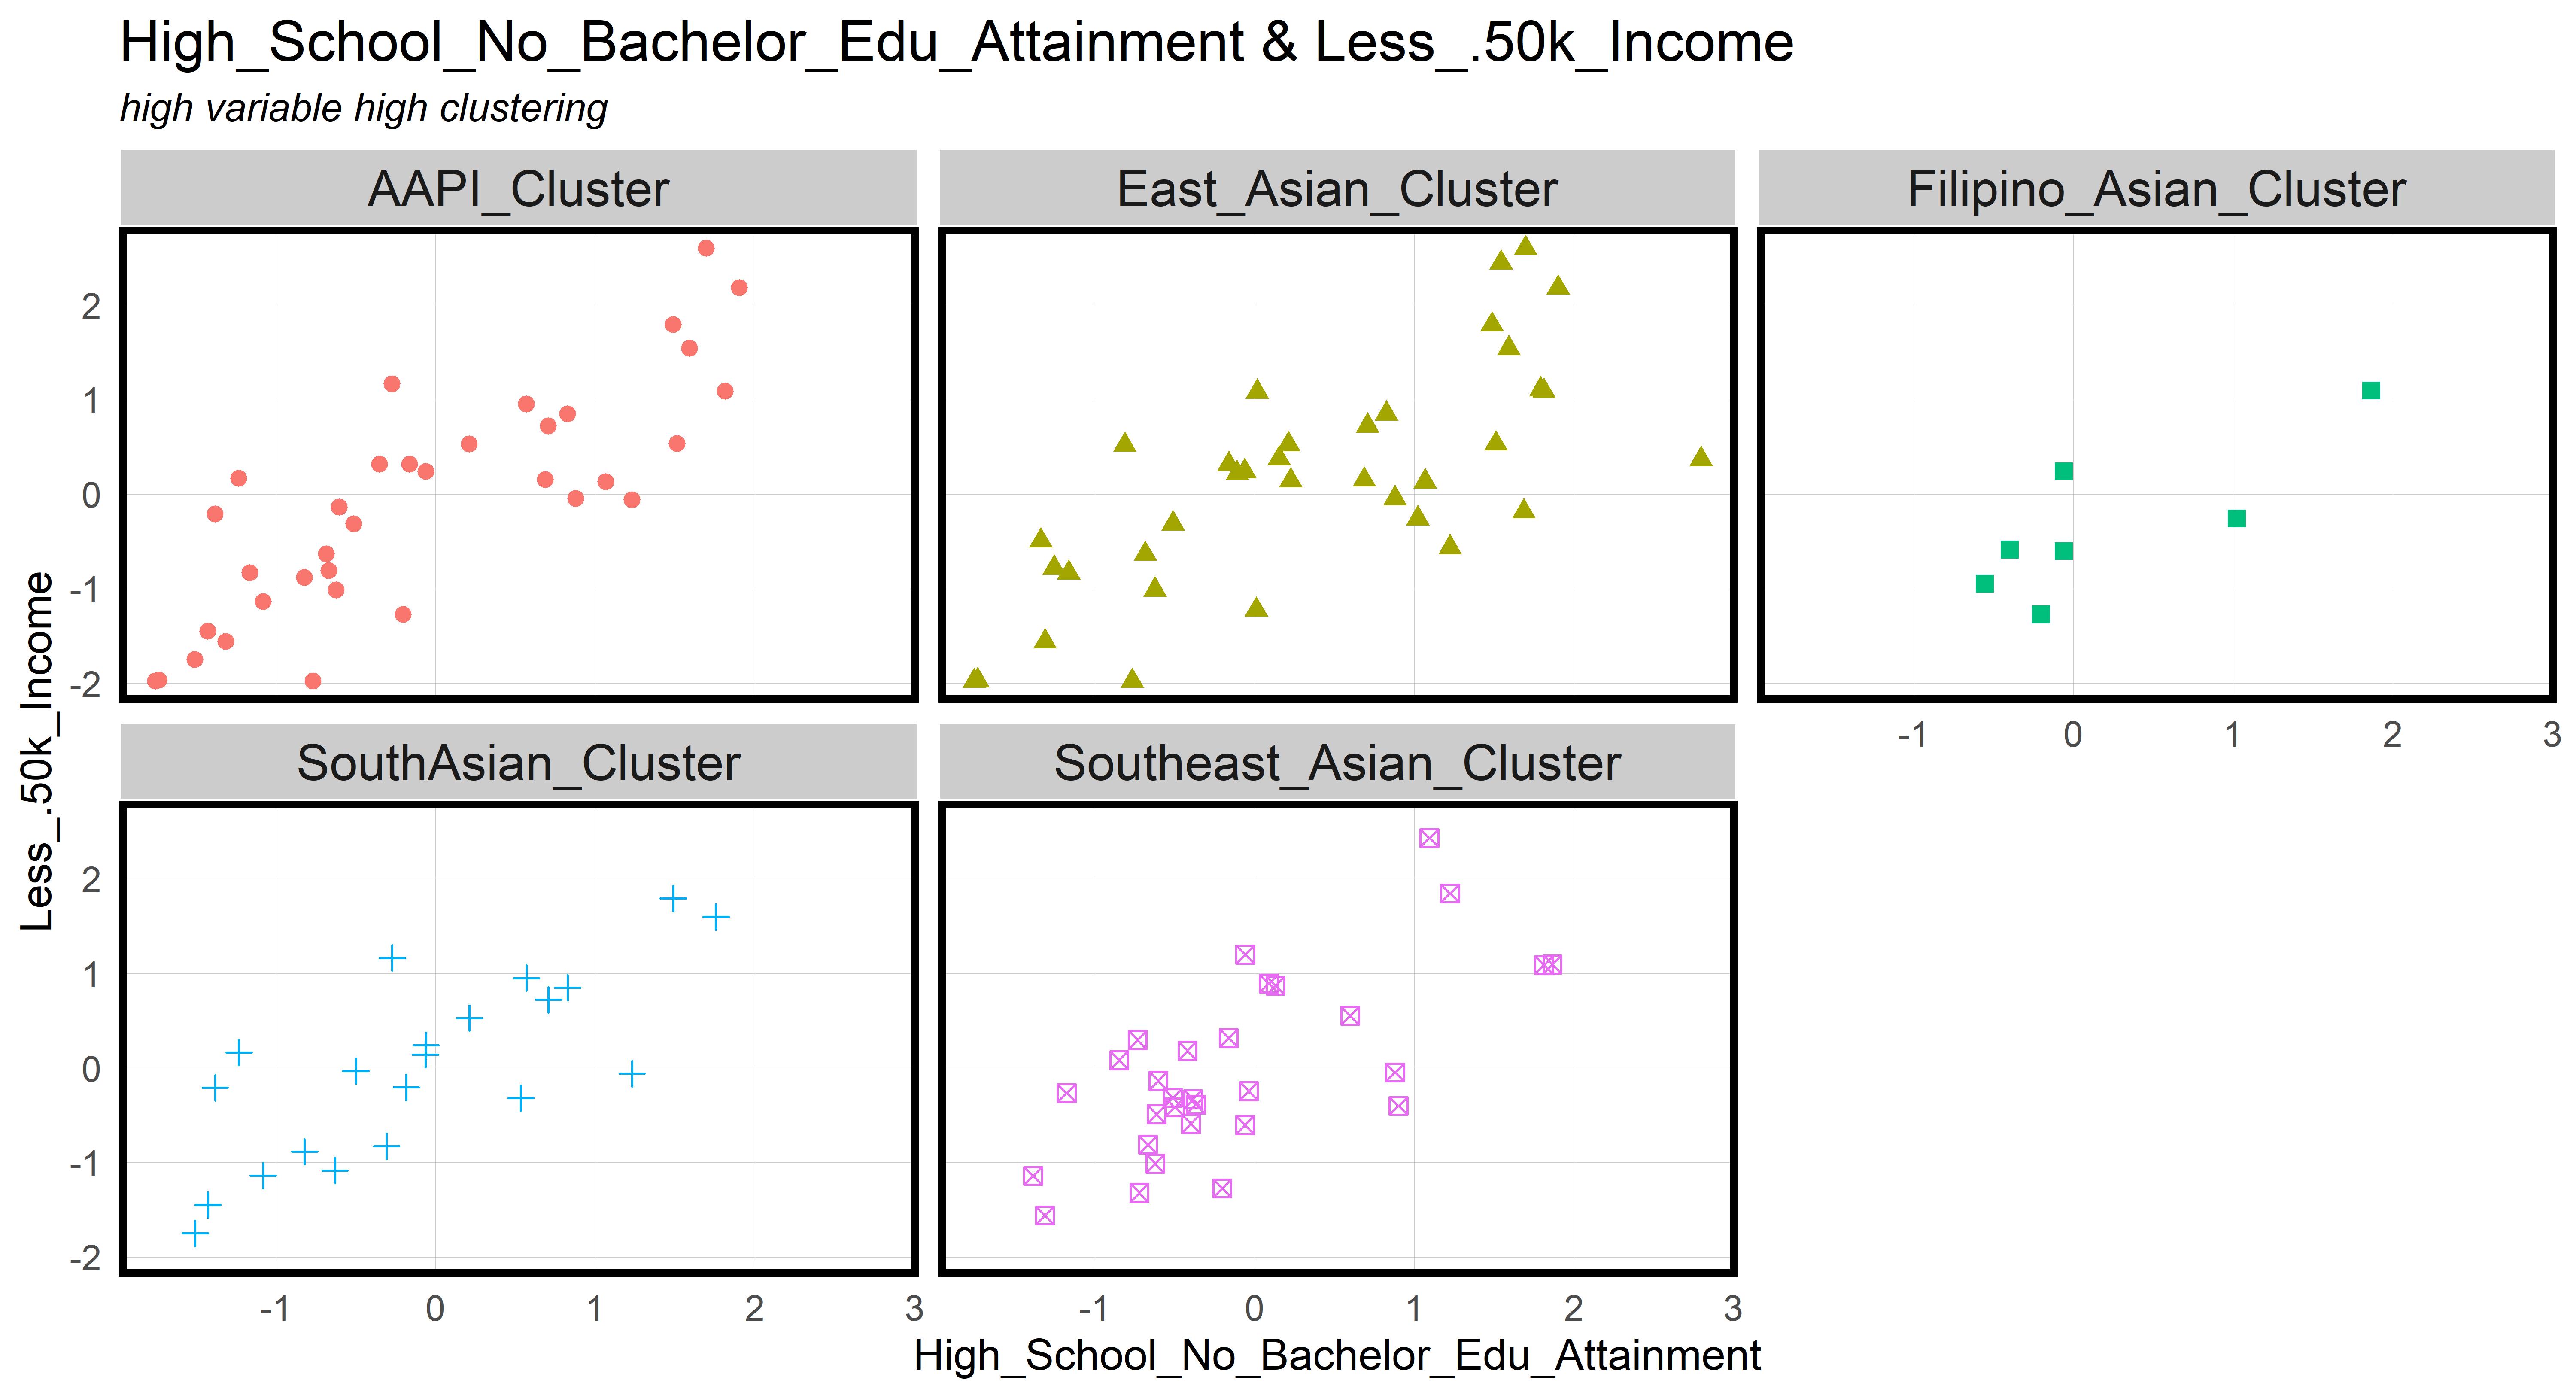 High_School_No_Bachelor_Edu_Attainment & Less_.50k_Income
high variable high clustering
AAPI_Cluster
East_Asian_Cluster
Filipino_Asian_Cluster
2
1
0
-1
-2
-1 0 1 2 3
SouthAsian_Cluster
Southeast_Asian_Cluster
2
1
0
-1
-2
-1 0 1 2 3
-1 0 1 2 3
Less_.50k_Income
High_School_No_Bachelor_Edu_Attainment